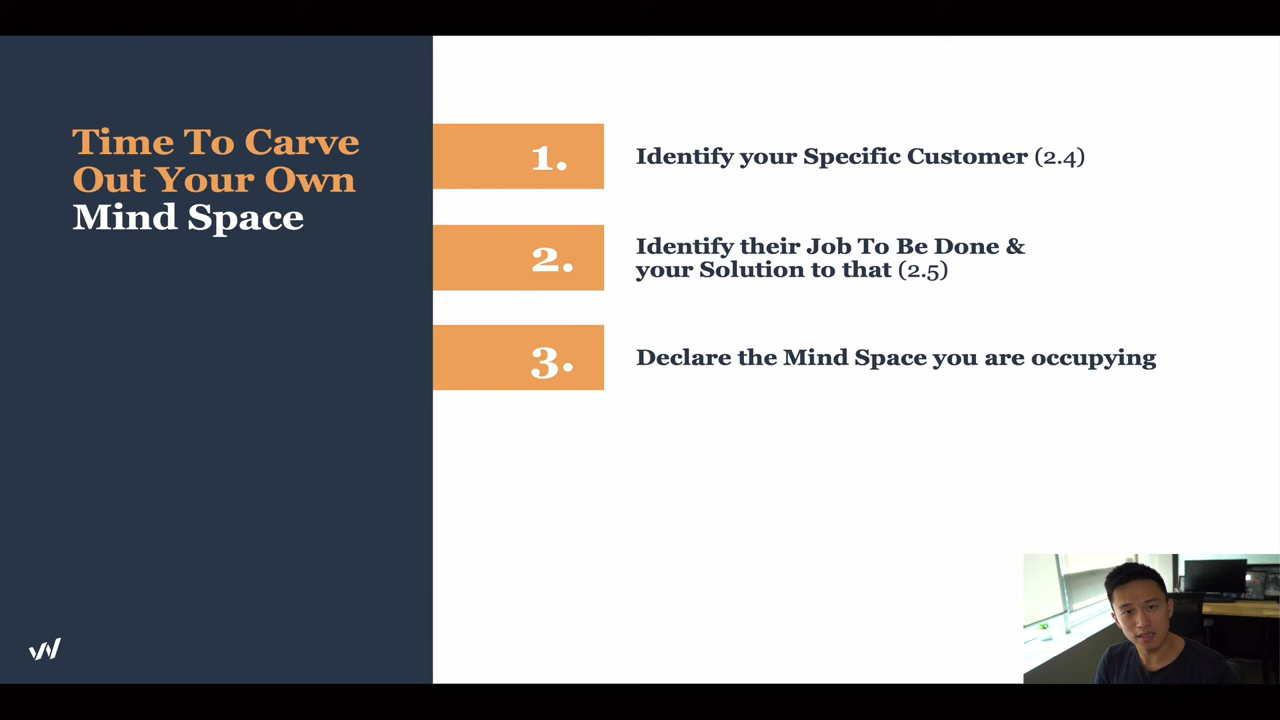 Time To Carve
Out Your Own
Mind Space
1.
Identify your Specific Customer (2.4)
2.
Identify their Job To Be Done &
your Solution to that (2.5)
3.
Declare the Mind Space you are occupying